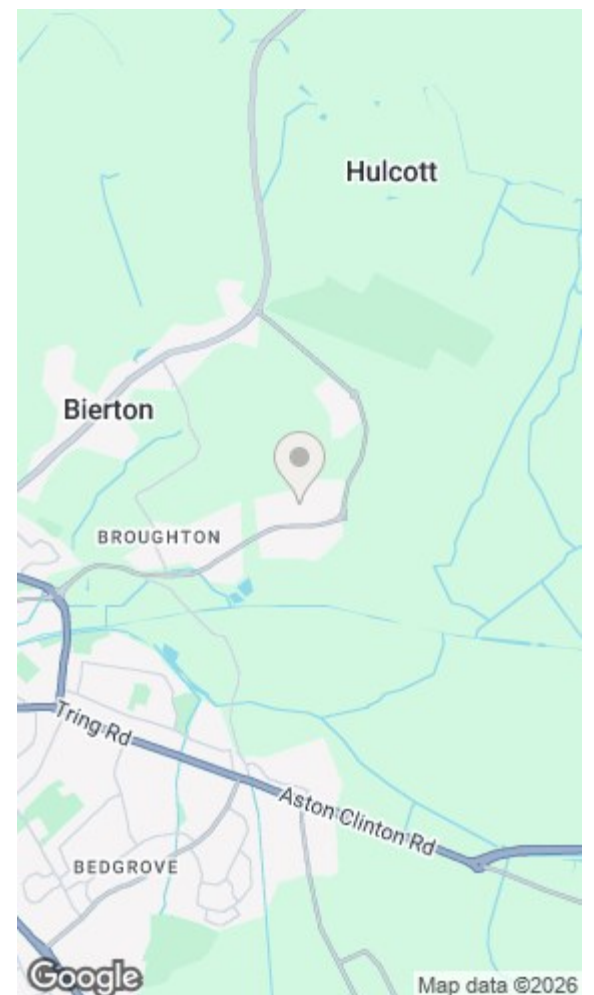 Hulcott
Bierton
BROUGHTON
Tring Rd
Aston Clinton Rd
BEDGROVE
Google
Map data ©2026